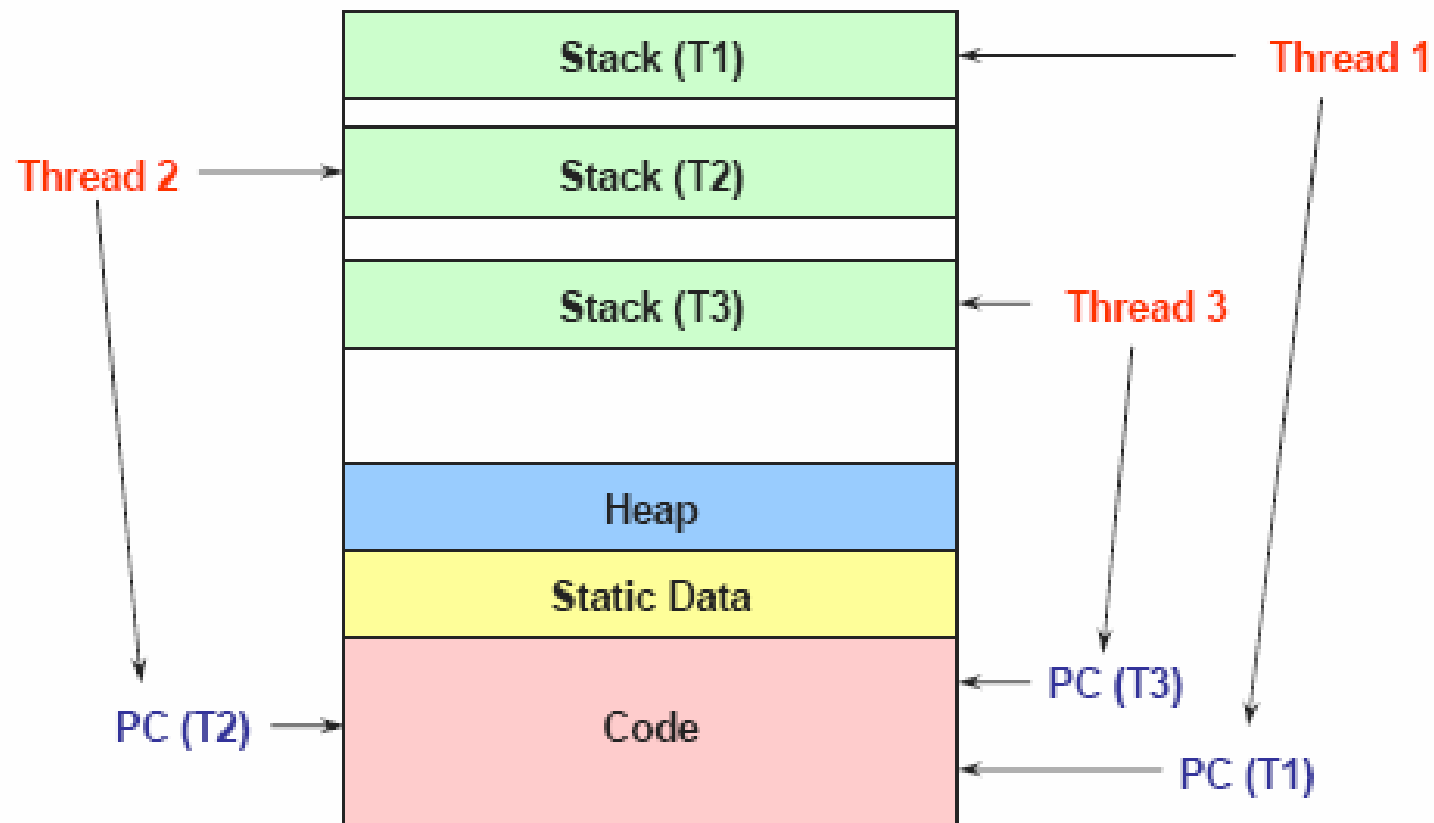 Stack (T1)
Thread 1
Thread 2
Stack (T2)
Stack (T3)
Thread 3
Heap
Static Data
PC (T3)
PC (T2)
Code
PC (T1)